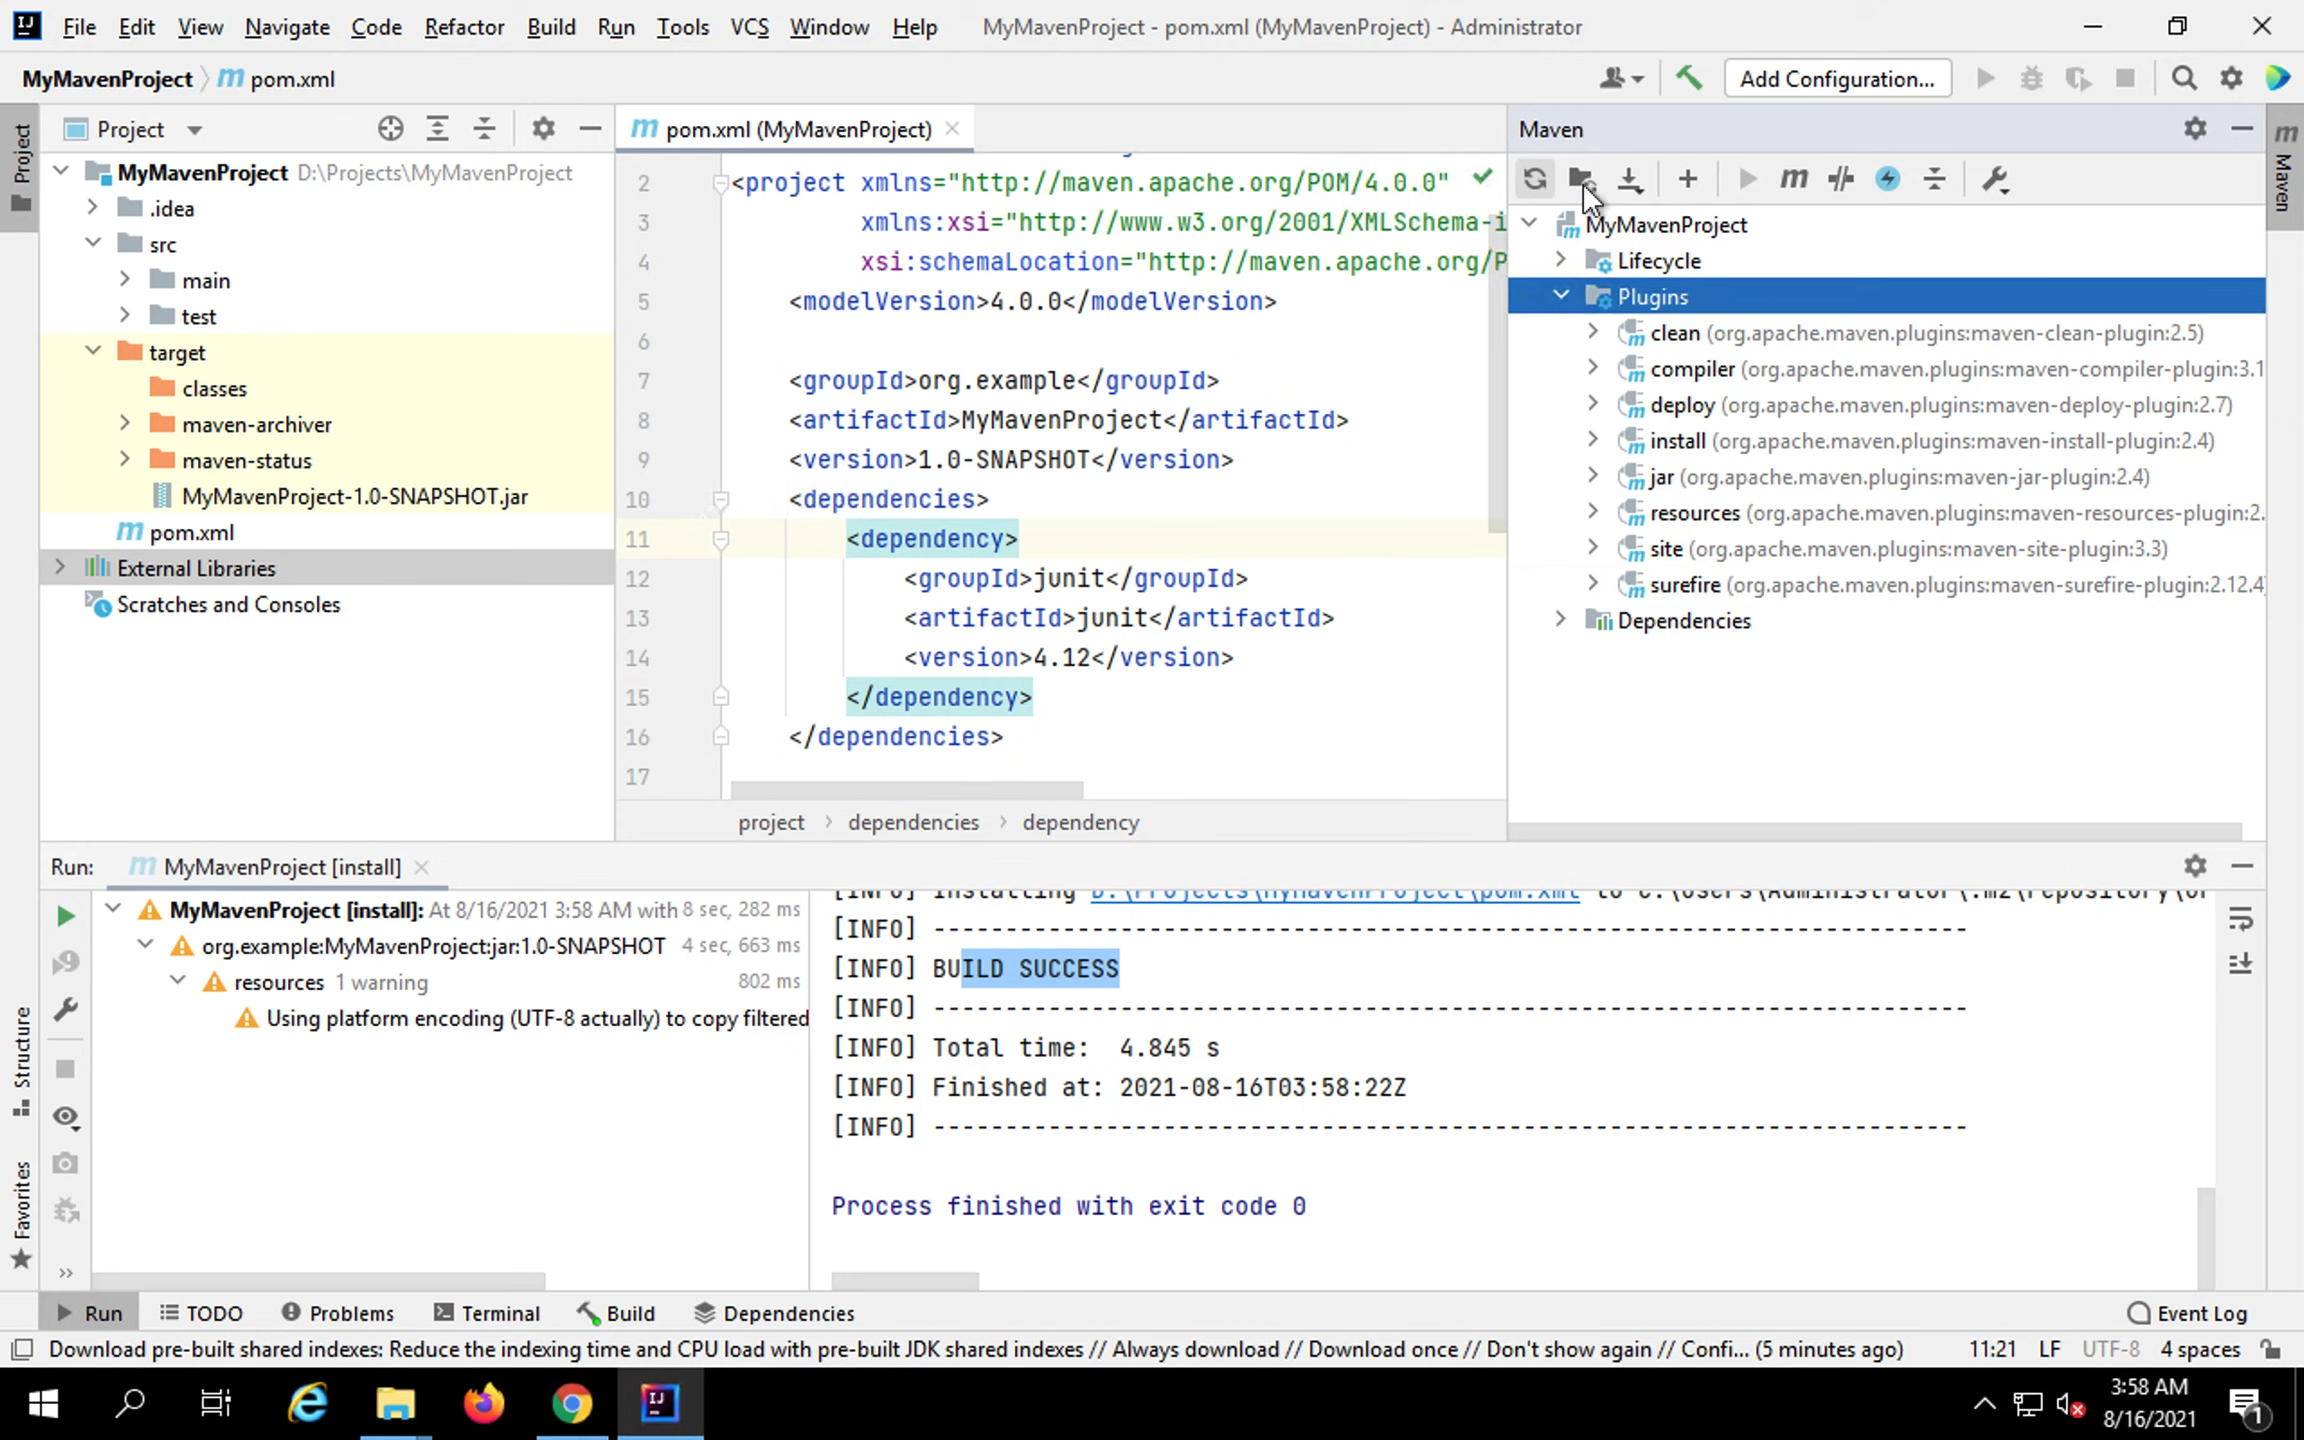 File Edit View Navigate Code Refactor Build Run Tools VCS Window Help MyMavenProject - pom.xml (MyMavenProject) - Administrator
MyMavenProject pom.xml Add Configuration...
Project
pom.xml (MyMavenProject)
Maven
Project
MyMavenProject D:\Projects\MyMavenProject
.idea
src
main
test
target
classes
maven-archiver
maven-status
MyMavenProject-1.0-SNAPSHOT.jar
pom.xml
External Libraries
Scratches and Consoles
2 <project xmlns="http://maven.apache.org/POM/4.0.0"
3 xmlns:xsi="http://www.w3.org/2001/XMLSchema-i
4 xsi:schemaLocation="http://maven.apache.org/P
5 <modelVersion>4.0.0</modelVersion>
6
7 <groupId>org.example</groupId>
8 <artifactId>MyMavenProject</artifactId>
9 <version>1.0-SNAPSHOT</version>
10 <dependencies>
11 <dependency>
12 <groupId>junit</groupId>
13 <artifactId>junit</artifactId>
14 <version>4.12</version>
15 </dependency>
16 </dependencies>
17
project dependencies dependency
MyMavenProject
Lifecycle
Plugins
clean (org.apache.maven.plugins:maven-clean-plugin:2.5)
compiler (org.apache.maven.plugins:maven-compiler-plugin:3.1
deploy (org.apache.maven.plugins:maven-deploy-plugin:2.7)
install (org.apache.maven.plugins:maven-install-plugin:2.4)
jar (org.apache.maven.plugins:maven-jar-plugin:2.4)
resources (org.apache.maven.plugins:maven-resources-plugin:2.
site (org.apache.maven.plugins:maven-site-plugin:3.3)
surefire (org.apache.maven.plugins:maven-surefire-plugin:2.12.4
Dependencies
Maven
Run: MyMavenProject [install]
MyMavenProject [install]: At 8/16/2021 3:58 AM with 8 sec, 282 ms
org.example:MyMavenProject:jar:1.0-SNAPSHOT 4 sec, 663 ms
resources 1 warning 802 ms
Using platform encoding (UTF-8 actually) to copy filtered
[INFO] Installing D:\Projects\MyMavenProject\pom.xml to C:\Users\Administrator\.m2\repository\or
[INFO] ------------------------------------------------------------------------
[INFO] BUILD SUCCESS
[INFO] ------------------------------------------------------------------------
[INFO] Total time:  4.845 s
[INFO] Finished at: 2021-08-16T03:58:22Z
[INFO] ------------------------------------------------------------------------
Process finished with exit code 0
Structure
Favorites
Run TODO Problems Terminal Build Dependencies Event Log
Download pre-built shared indexes: Reduce the indexing time and CPU load with pre-built JDK shared indexes // Always download // Download once // Don't show again // Confi... (5 minutes ago) 11:21 LF UTF-8 4 spaces
3:58 AM
8/16/2021
1